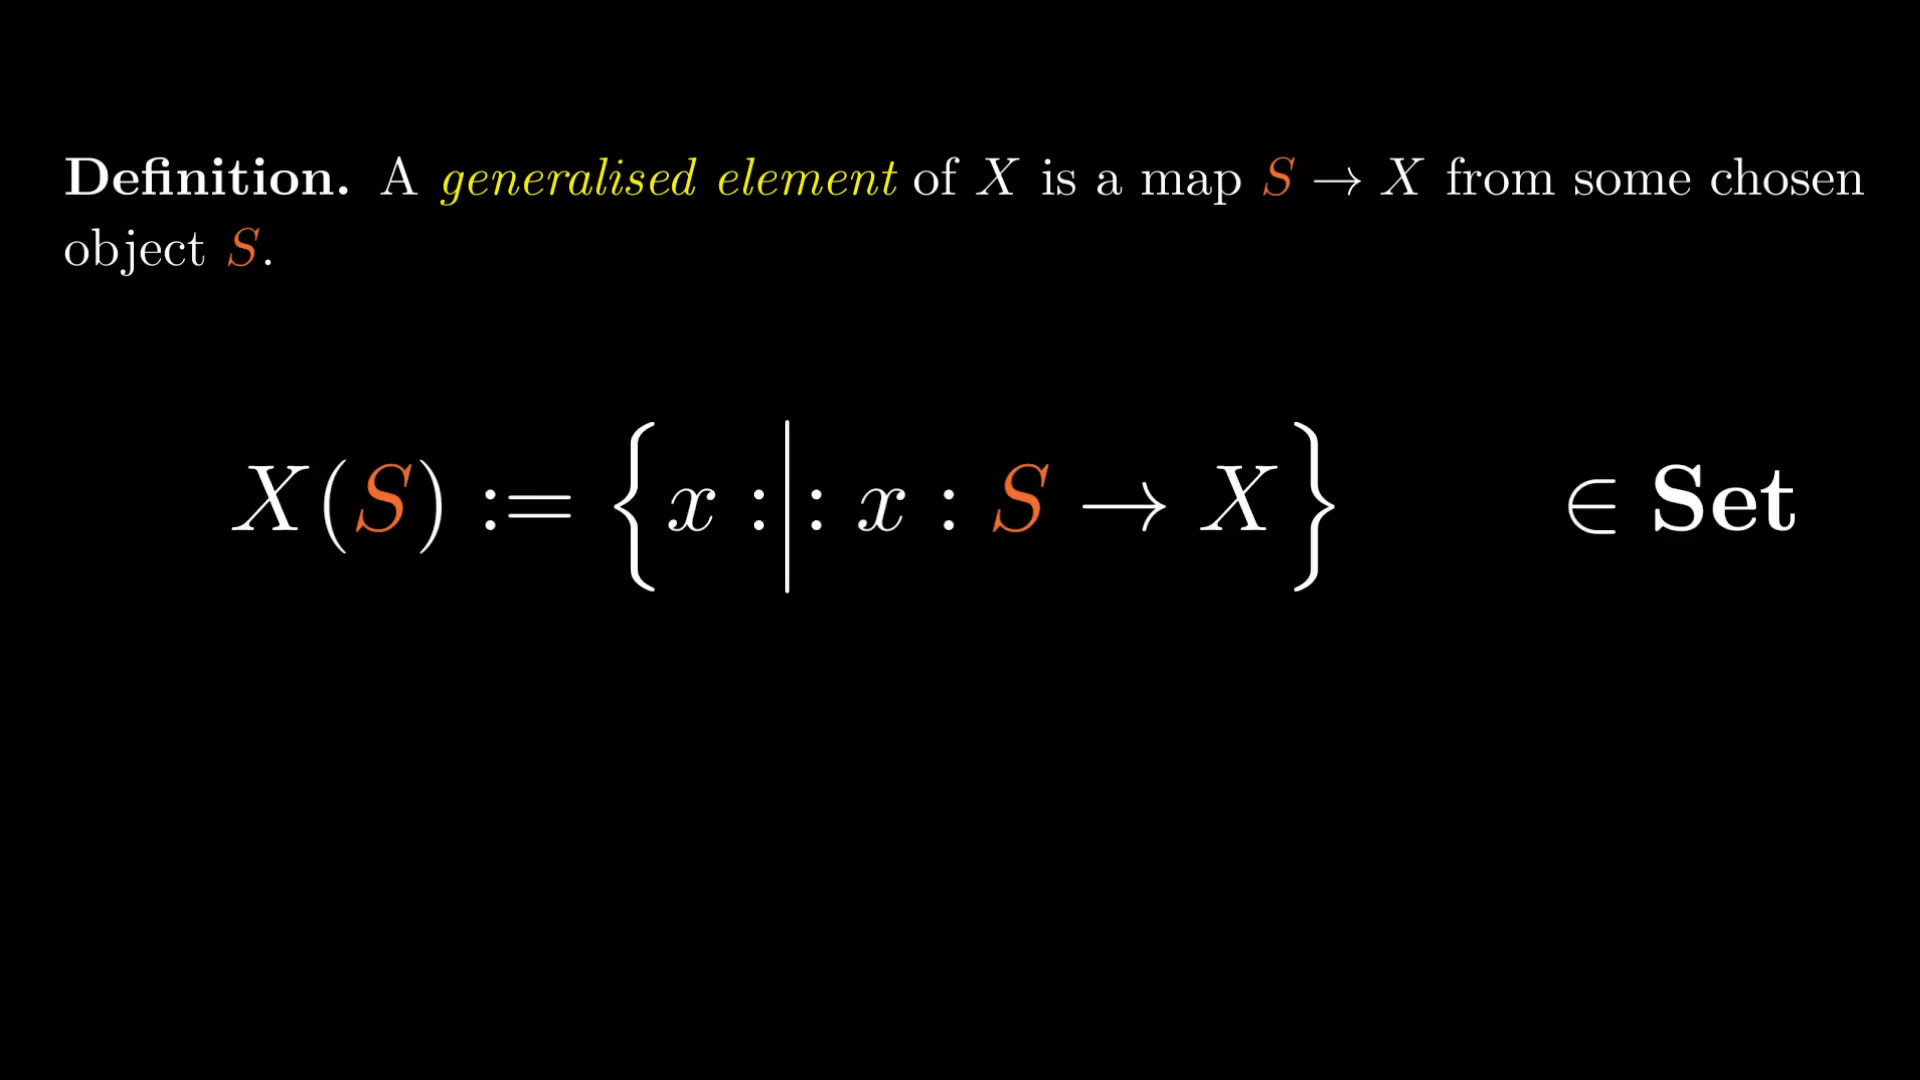 Definition. A generalised element of X is a map S → X from some chosen
object S.
X(S) := {x :|: x : S → X} ∈ Set